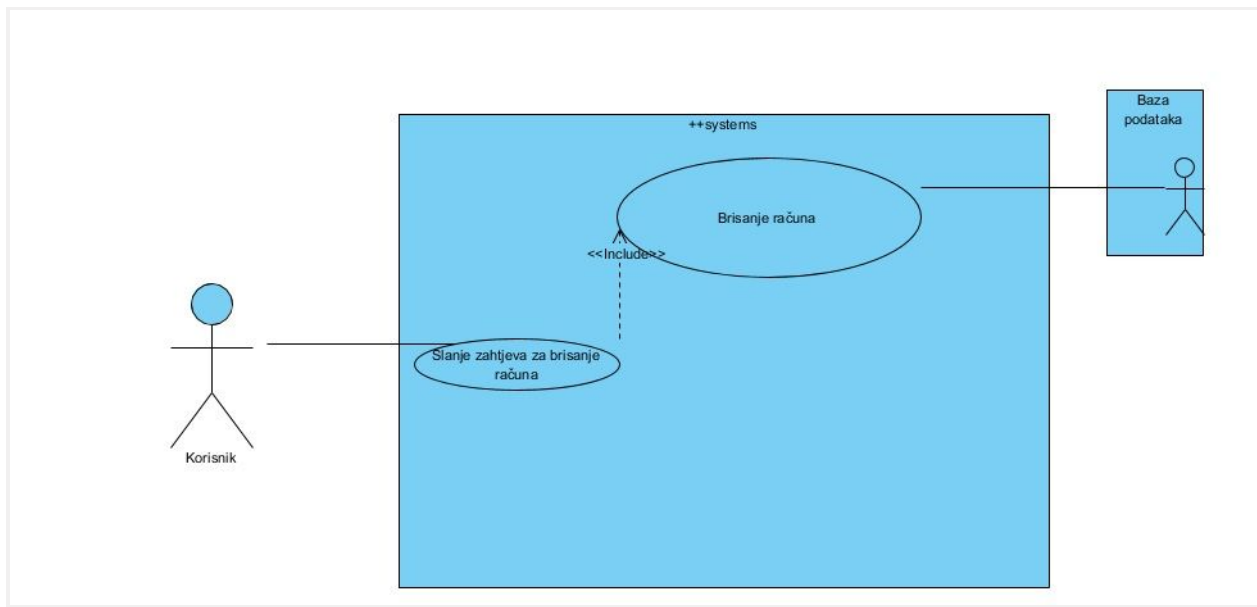 ++systems
Baza
podataka
Brisanje računa
<<Include>>
Slanje zahtjeva za brisanje
računa
Korisnik